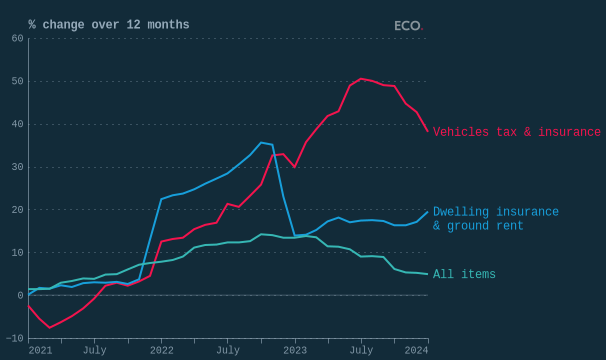 % change over 12 months
ECO.
60
50
40
30
20
10
0
−10
Vehicles tax & insurance
Dwelling insurance
& ground rent
All items
2021 July 2022 July 2023 July 2024